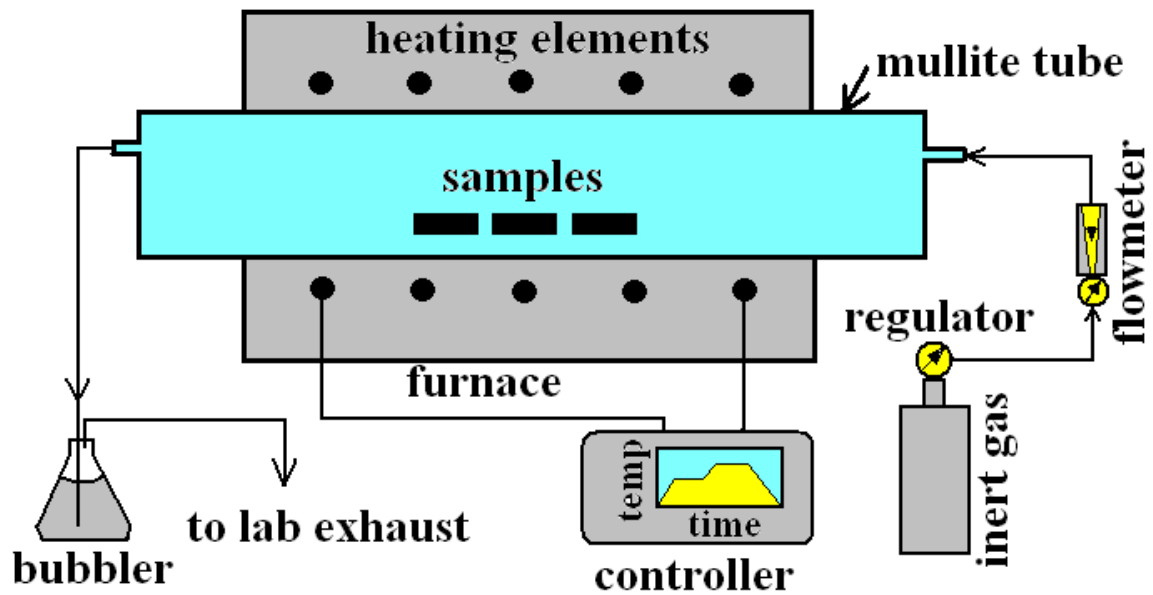 heating elements
mullite tube
samples
flowmeter
regulator
furnace
inert gas
temp
time
to lab exhaust
bubbler
controller